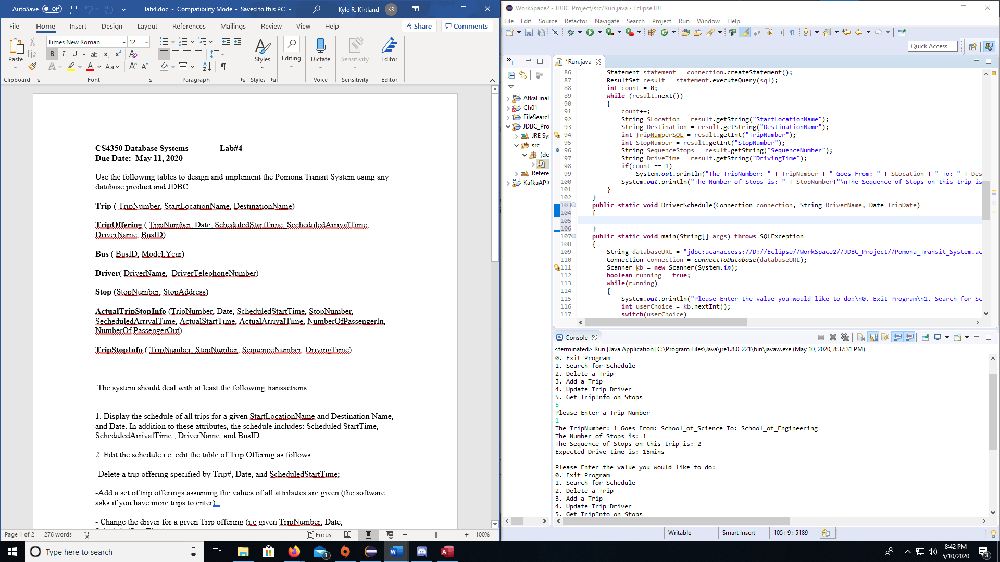 AutoSave Off lab4.doc - Compatibility Mode - Saved to this PC Kyle R. Kirtland KR
File Home Insert Design Layout References Mailings Review View Help Share Comments
Times New Roman 12
Paste Styles Editing Dictate Sensitivity Editor
Clipboard Font Paragraph Styles Voice Sensitivity Editor
CS4350 Database Systems Lab#4
Due Date: May 11, 2020
Use the following tables to design and implement the Pomona Transit System using any
database product and JDBC.
Trip ( TripNumber, StartLocationName, DestinationName)
TripOffering ( TripNumber, Date, ScheduledStartTime, SecheduledArrivalTime,
DriverName, BusID)
Bus ( BusID, Model,Year)
Driver( DriverName, DriverTelephoneNumber)
Stop (StopNumber, StopAddress)
ActualTripStopInfo (TripNumber, Date, ScheduledStartTime, StopNumber,
SecheduledArrivalTime, ActualStartTime, ActualArrivalTime, NumberOfPassengerIn,
NumberOf PassengerOut)
TripStopInfo ( TripNumber, StopNumber, SequenceNumber, DrivingTime)
The system should deal with at least the following transactions:
1. Display the schedule of all trips for a given StartLocationName and Destination Name,
and Date. In addition to these attributes, the schedule includes: Scheduled StartTime,
ScheduledArrivalTime , DriverName, and BusID.
2. Edit the schedule i.e. edit the table of Trip Offering as follows:
-Delete a trip offering specified by Trip#, Date, and ScheduledStartTime;
-Add a set of trip offerings assuming the values of all attributes are given (the software
asks if you have more trips to enter) ;
- Change the driver for a given Trip offering (i.e given TripNumber, Date,
Page 1 of 2 276 words Focus 100%
WorkSpace2 - JDBC_Project/src/Run.java - Eclipse IDE
File Edit Source Refactor Navigate Search Project Run Window Help
Quick Access
AfkaFinal
Ch01
FileSearch
JDBC_Pro
JRE Sy
src
(de
Refere
KafkaAPI
*Run.java
86 Statement statement = connection.createStatement();
87 ResultSet result = statement.executeQuery(sql);
88 int count = 0;
89 while (result.next())
90 {
91 count++;
92 String SLocation = result.getString("StartLocationName");
93 String Destination = result.getString("DestinationName");
94 int TripNumberSQL = result.getInt("TripNumber");
95 int StopNumber = result.getInt("StopNumber");
96 String SequenceStops = result.getString("SequenceNumber");
97 String DriveTime = result.getString("DrivingTime");
98 if(count == 1)
99 System.out.println("The TripNumber: " + TripNumber + " Goes From: " + SLocation + " To: " + Des
100 System.out.println("The Number of Stops is: " + StopNumber+"\nThe Sequence of Stops on this trip is
101 }
102 }
103 public static void DriverSchedule(Connection connection, String DriverName, Date TripDate)
104 {
105
106 }
107 public static void main(String[] args) throws SQLException
108 {
109 String databaseURL = "jdbc:ucanaccess://D://Eclipse//WorkSpace2//JDBC_Project//Pomona_Transit_System.ac
110 Connection connection = connectToDatabase(databaseURL);
111 Scanner kb = new Scanner(System.in);
112 boolean running = true;
113 while(running)
114 {
115 System.out.println("Please Enter the value you would like to do:\n0. Exit Program\n1. Search for Sc
116 int userChoice = kb.nextInt();
117 switch(userChoice)
Console
<terminated> Run [Java Application] C:\Program Files\Java\jre1.8.0_221\bin\javaw.exe (May 10, 2020, 8:37:31 PM)
0. Exit Program
1. Search for Schedule
2. Delete a Trip
3. Add a Trip
4. Update Trip Driver
5. Get TripInfo on Stops
5
Please Enter a Trip Number
1
The TripNumber: 1 Goes From: School_of_Science To: School_of_Engineering
The Number of Stops is: 1
The Sequence of Stops on this trip is: 2
Expected Drive time is: 15mins
Please Enter the value you would like to do:
0. Exit Program
1. Search for Schedule
2. Delete a Trip
3. Add a Trip
4. Update Trip Driver
5. Get TripInfo on Stops
Writable Smart Insert 105 : 9 : 5189
Type here to search 1 8:42 PM
5/10/2020 3